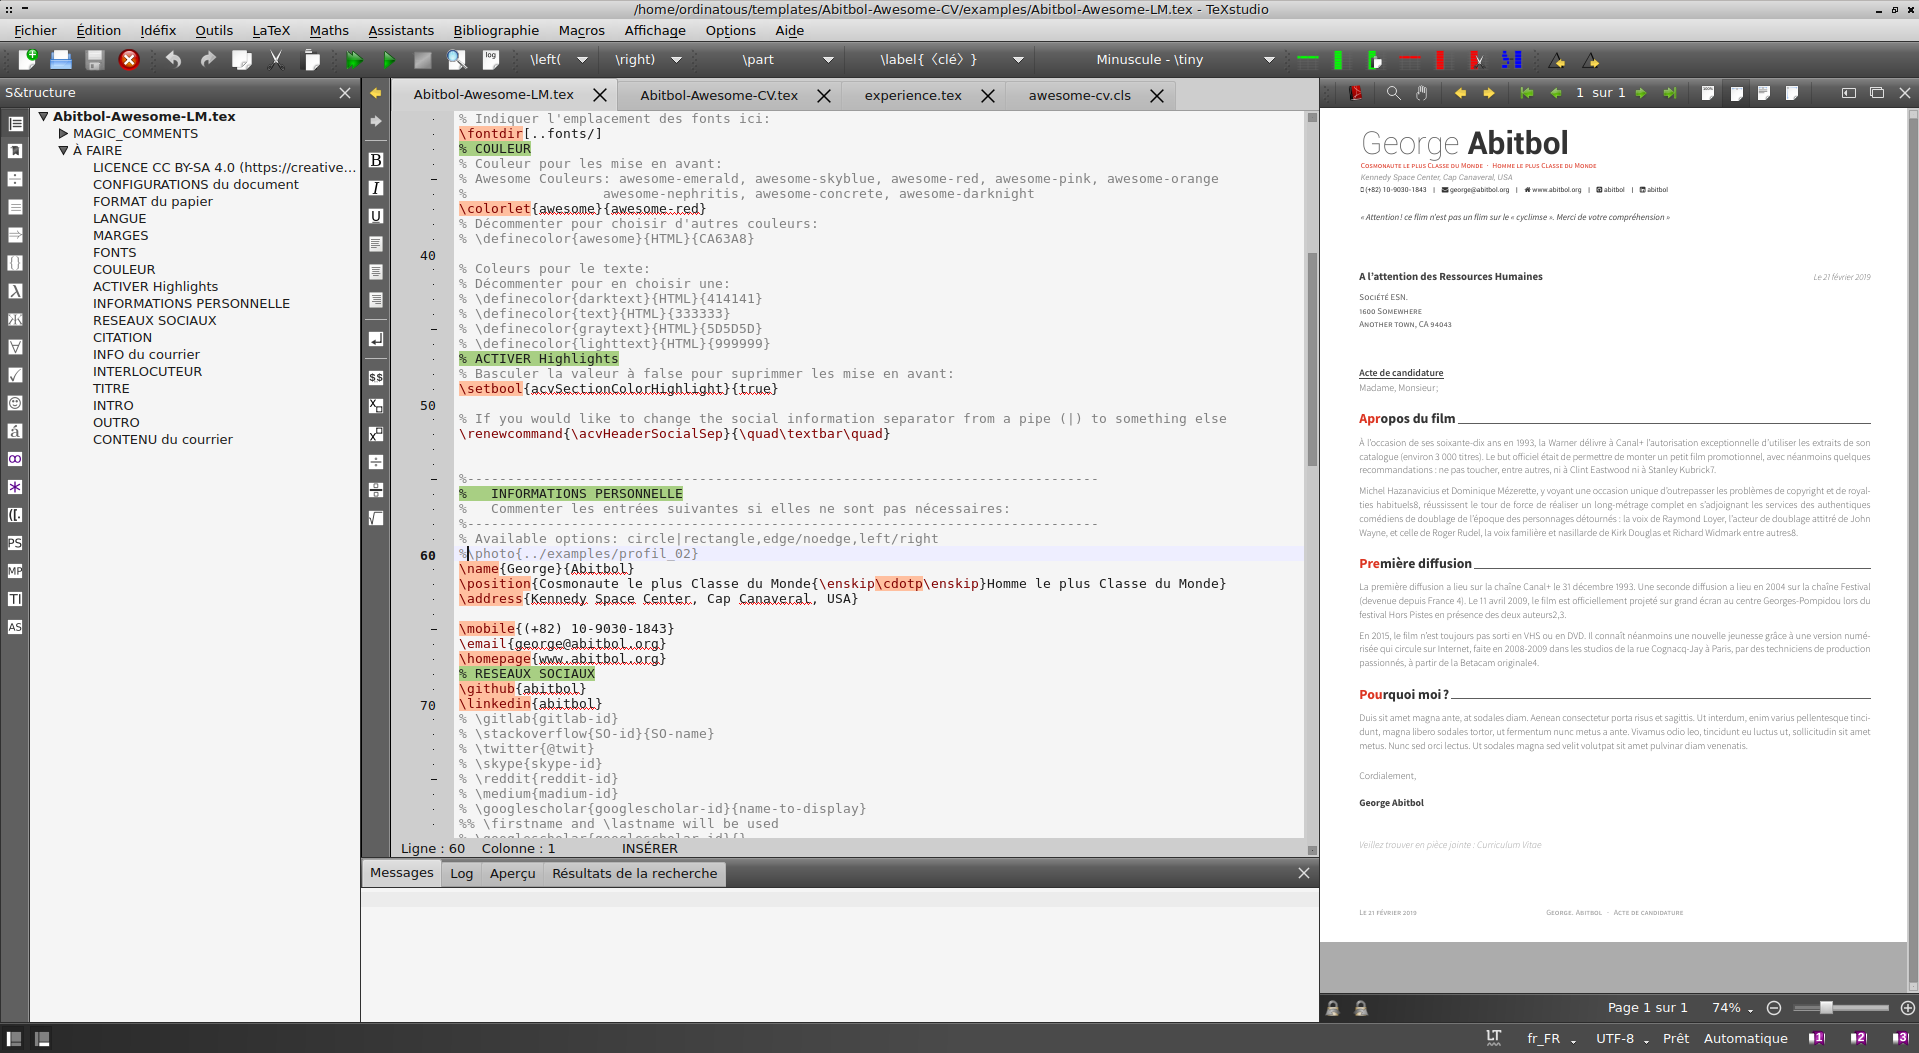 /home/ordinatous/templates/Abitbol-Awesome-CV/examples/Abitbol-Awesome-LM.tex - TeXstudio
Fichier Édition Idéfix Outils LaTeX Maths Assistants Bibliographie Macros Affichage Options Aide
log \left( \right) \part \label{〈clé〉} Minuscule - \tiny
S&tructure
Abitbol-Awesome-LM.tex
MAGIC_COMMENTS
À FAIRE
LICENCE CC BY-SA 4.0 (https://creative...
CONFIGURATIONS du document
FORMAT du papier
LANGUE
MARGES
FONTS
COULEUR
ACTIVER Highlights
INFORMATIONS PERSONNELLE
RESEAUX SOCIAUX
CITATION
INFO du courrier
INTERLOCUTEUR
TITRE
INTRO
OUTRO
CONTENU du courrier
PS
MP
TI
AS
B
I
U
$$
Abitbol-Awesome-LM.tex Abitbol-Awesome-CV.tex experience.tex awesome-cv.cls
% Indiquer l'emplacement des fonts ici:
\fontdir[..fonts/]
% COULEUR
% Couleur pour les mise en avant:
% Awesome Couleurs: awesome-emerald, awesome-skyblue, awesome-red, awesome-pink, awesome-orange
% awesome-nephritis, awesome-concrete, awesome-darknight
\colorlet{awesome}{awesome-red}
% Décommenter pour choisir d'autres couleurs:
% \definecolor{awesome}{HTML}{CA63A8}
40
% Coleurs pour le texte:
% Décommenter pour en choisir une:
% \definecolor{darktext}{HTML}{414141}
% \definecolor{text}{HTML}{333333}
% \definecolor{graytext}{HTML}{5D5D5D}
% \definecolor{lighttext}{HTML}{999999}
% ACTIVER Highlights
% Basculer la valeur à false pour suprimmer les mise en avant:
\setbool{acvSectionColorHighlight}{true}
50
% If you would like to change the social information separator from a pipe (|) to something else
\renewcommand{\acvHeaderSocialSep}{\quad\textbar\quad}
%-------------------------------------------------------------------------------
% INFORMATIONS PERSONNELLE
% Commenter les entrées suivantes si elles ne sont pas nécessaires:
%-------------------------------------------------------------------------------
% Available options: circle|rectangle,edge/noedge,left/right
60 %\photo{../examples/profil_02}
\name{George}{Abitbol}
\position{Cosmonaute le plus Classe du Monde{\enskip\cdotp\enskip}Homme le plus Classe du Monde}
\address{Kennedy Space Center, Cap Canaveral, USA}
\mobile{(+82) 10-9030-1843}
\email{george@abitbol.org}
\homepage{www.abitbol.org}
% RESEAUX SOCIAUX
\github{abitbol}
70 \linkedin{abitbol}
% \gitlab{gitlab-id}
% \stackoverflow{SO-id}{SO-name}
% \twitter{@twit}
% \skype{skype-id}
% \reddit{reddit-id}
% \medium{madium-id}
% \googlescholar{googlescholar-id}{name-to-display}
%% \firstname and \lastname will be used
% \googlescholar{googlescholar-id}{}
Ligne : 60 Colonne : 1 INSÉRER
Messages Log Aperçu Résultats de la recherche
1 sur 1
George Abitbol
Cosmonaute le plus Classe du Monde · Homme le plus Classe du Monde
Kennedy Space Center, Cap Canaveral, USA
(+82) 10-9030-1843 | george@abitbol.org | www.abitbol.org | abitbol | abitbol
« Attention! ce film n'est pas un film sur le « cyclimse ». Merci de votre compréhension »
A l'attention des Ressources Humaines
Le 21 février 2019
Société ESN.
1600 Somewhere
Another town, CA 94043
Acte de candidature
Madame, Monsieur;
Apropos du film
À l'occasion de ses soixante-dix ans en 1993, la Warner délivre à Canal+ l'autorisation exceptionnelle d'utiliser les extraits de son
catalogue (environ 3 000 titres). Le but officiel était de permettre de monter un petit film promotionnel, avec néanmoins quelques
recommandations : ne pas toucher, entre autres, ni à Clint Eastwood ni à Stanley Kubrick7.
Michel Hazanavicius et Dominique Mézerette, y voyant une occasion unique d'outrepasser les problèmes de copyright et de royal-
ties habituels8, réussissent le tour de force de réaliser un long-métrage complet en s'adjoignant les services des authentiques
comédiens de doublage de l'époque des personnages détournés : la voix de Raymond Loyer, l'acteur de doublage attitré de John
Wayne, et celle de Roger Rudel, la voix familière et nasillarde de Kirk Douglas et Richard Widmark entre autres8.
Première diffusion
La première diffusion a lieu sur la chaîne Canal+ le 31 décembre 1993. Une seconde diffusion a lieu en 2004 sur la chaîne Festival
(devenue depuis France 4). Le 11 avril 2009, le film est officiellement projeté sur grand écran au centre Georges-Pompidou lors du
festival Hors Pistes en présence des deux auteurs2,3.
En 2015, le film n'est toujours pas sorti en VHS ou en DVD. Il connaît néanmoins une nouvelle jeunesse grâce à une version numé-
risée qui circule sur Internet, faite en 2008-2009 dans les studios de la rue Cognacq-Jay à Paris, par des techniciens de production
passionnés, à partir de la Betacam originale4.
Pourquoi moi ?
Duis sit amet magna ante, at sodales diam. Aenean consectetur porta risus et sagittis. Ut interdum, enim varius pellentesque tinci-
dunt, magna libero sodales tortor, ut fermentum nunc metus a ante. Vivamus odio leo, tincidunt eu luctus ut, sollicitudin sit amet
metus. Nunc sed orci lectus. Ut sodales magna sed velit volutpat sit amet pulvinar diam venenatis.
Cordialement,
George Abitbol
Veillez trouver en pièce jointe : Curriculum Vitae
Le 21 février 2019 George. Abitbol · Acte de candidature
Page 1 sur 1 74%
LT fr_FR UTF-8 Prêt Automatique 1 2 3